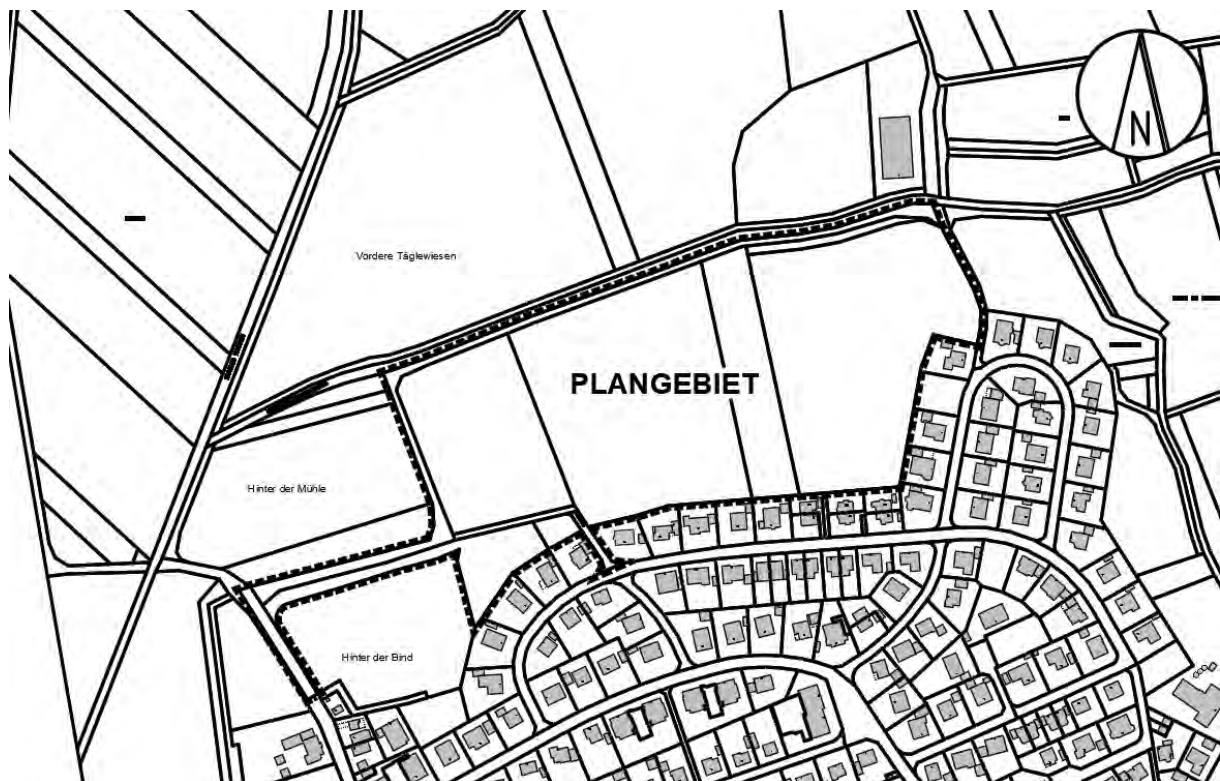 N
Vordere Täglewiesen
PLANGEBIET
Hinter der Mühle
Hinter der Bind